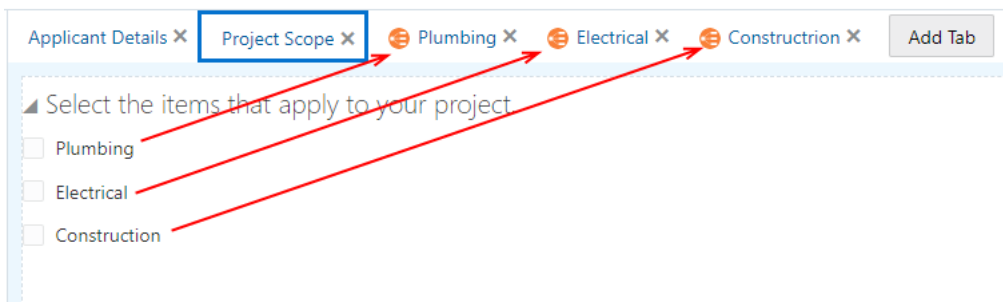 Applicant Details × Project Scope × Plumbing × Electrical × Constructrion × Add Tab
Select the items that apply to your project.
Plumbing
Electrical
Construction